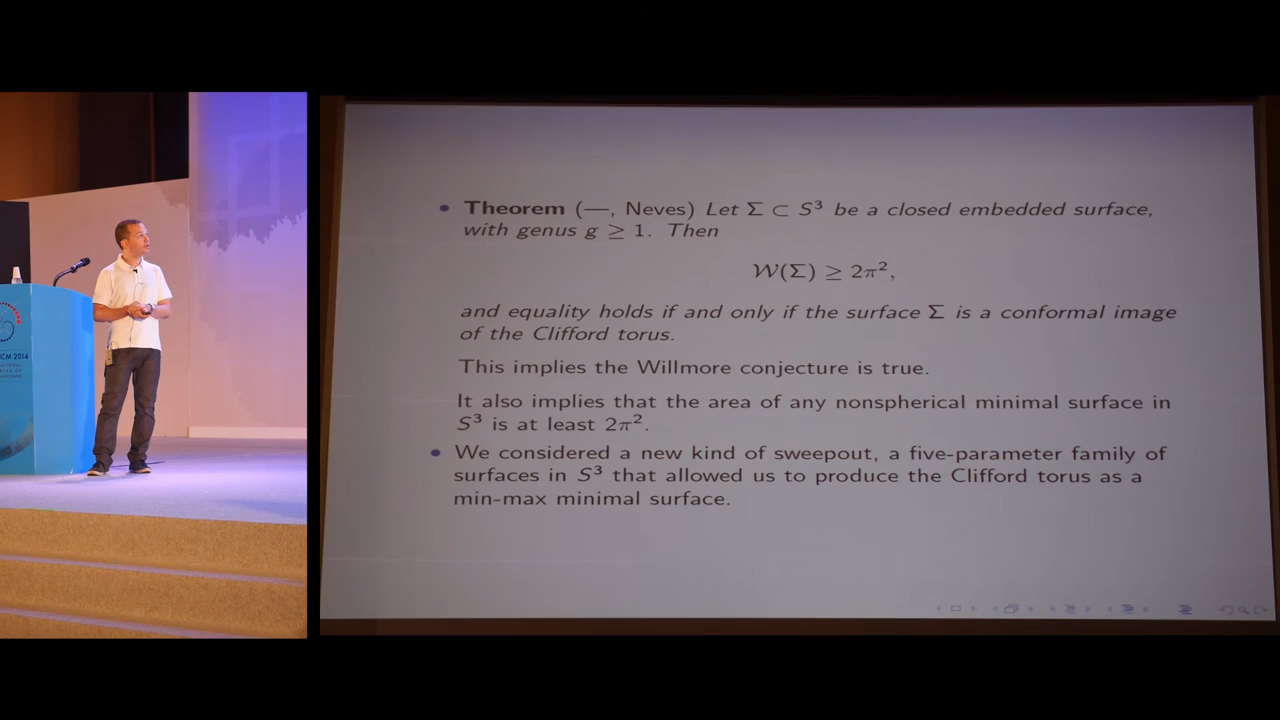 • Theorem (—, Neves) Let Σ ⊂ S³ be a closed embedded surface,
with genus g ≥ 1. Then
𝒲(Σ) ≥ 2π²,
and equality holds if and only if the surface Σ is a conformal image
of the Clifford torus.
This implies the Willmore conjecture is true.
It also implies that the area of any nonspherical minimal surface in
S³ is at least 2π².
• We considered a new kind of sweepout, a five-parameter family of
surfaces in S³ that allowed us to produce the Clifford torus as a
min-max minimal surface.
CM 2014